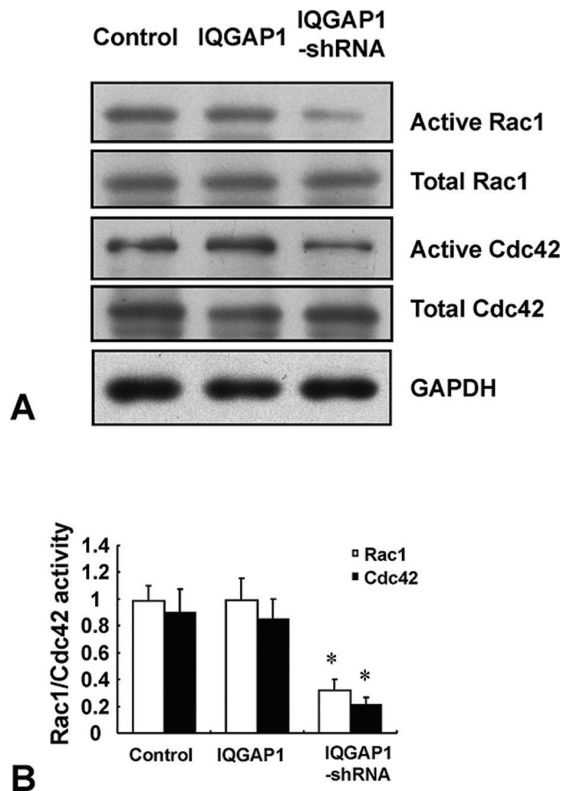 Control IQGAP1 IQGAP1
-shRNA
Active Rac1
Total Rac1
Active Cdc42
Total Cdc42
GAPDH
A
Rac1/Cdc42 activity
1.4
1.2
1
0.8
0.6
0.4
0.2
0
Rac1
Cdc42
* *
Control IQGAP1 IQGAP1
-shRNA
B